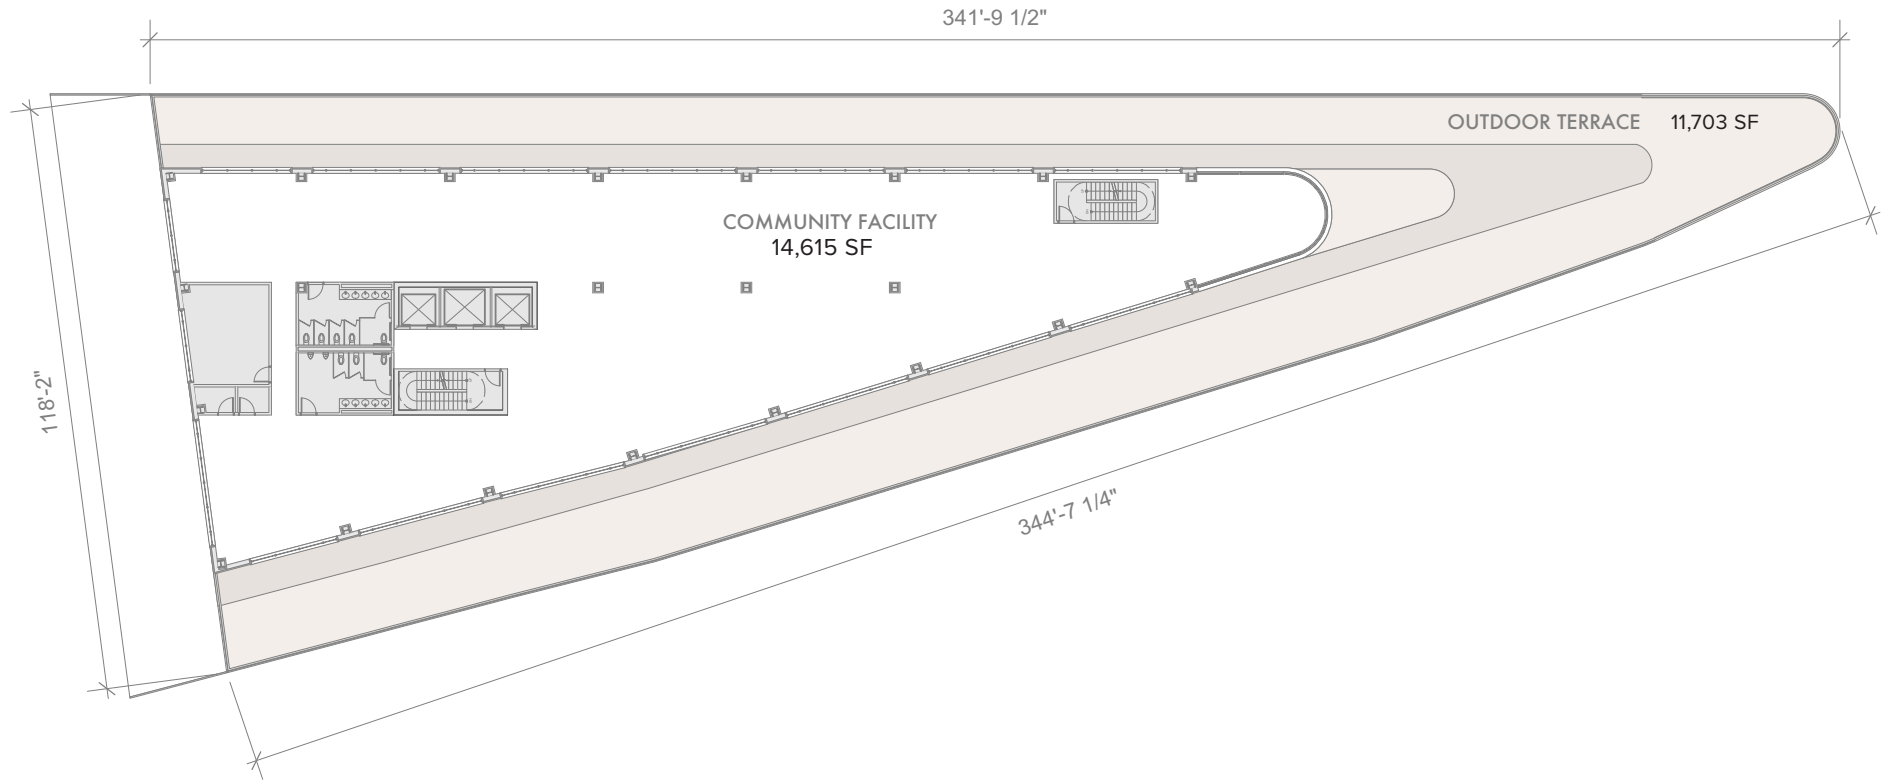 341'-9 1/2"
OUTDOOR TERRACE 11,703 SF
COMMUNITY FACILITY
14,615 SF
118'-2"
344'-7 1/4"